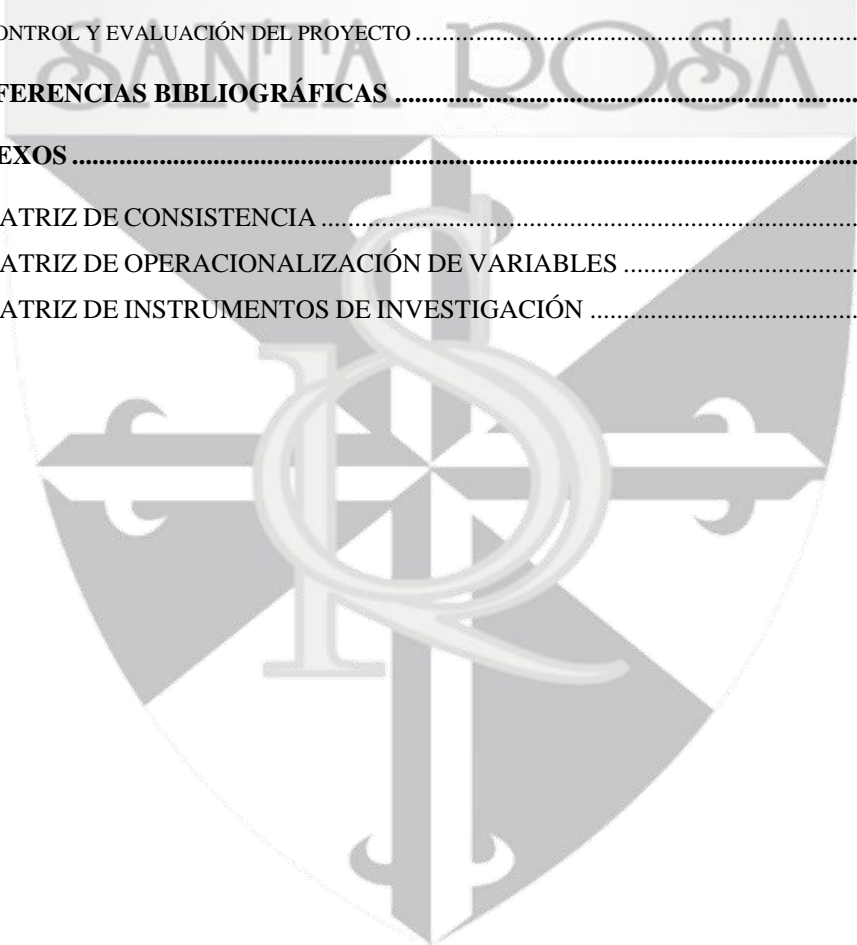 SANTA ROSA
ONTROL Y EVALUACIÓN DEL PROYECTO ...................................................................
FERENCIAS BIBLIOGRÁFICAS ......................................................................
EXOS .......................................................................................................................
ATRIZ DE CONSISTENCIA .................................................................................
ATRIZ DE OPERACIONALIZACIÓN DE VARIABLES ...................................
ATRIZ DE INSTRUMENTOS DE INVESTIGACIÓN ........................................